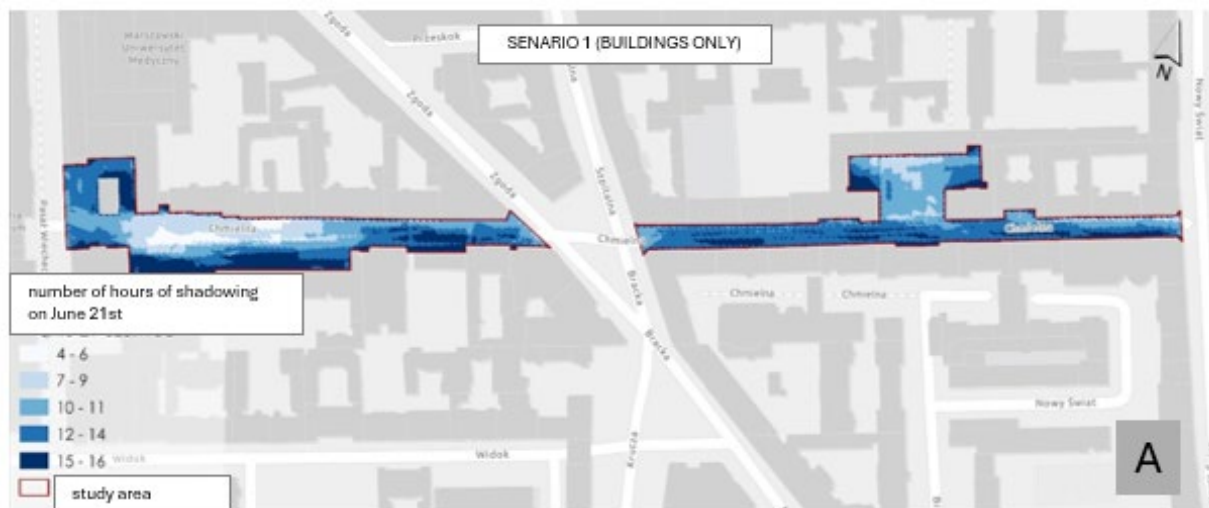 SENARIO 1 (BUILDINGS ONLY)
N
Warszawski
Uniwersytet
Medyczny
Przeskok
Zgoda
Zgoda
Zgoda
Szpitalna
Nowy Świat
Chmielna
Chmielna
Bracka
Bracka
Chmielna
Chmielna
Nowy Świat
Krucza
Widok
Widok
number of hours of shadowing
on June 21st
4 - 6
7 - 9
10 - 11
12 - 14
15 - 16
study area
A